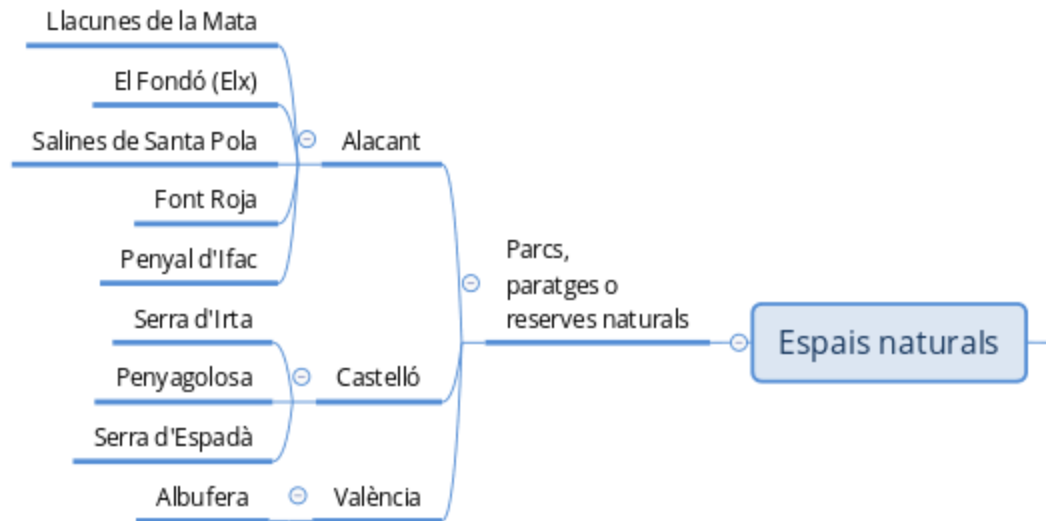 Llacunes de la Mata
El Fondó (Elx)
Salines de Santa Pola
Alacant
Font Roja
Penyal d'Ifac
Parcs,
paratges o
reserves naturals
Espais naturals
Serra d'Irta
Penyagolosa
Castelló
Serra d'Espadà
Albufera
València